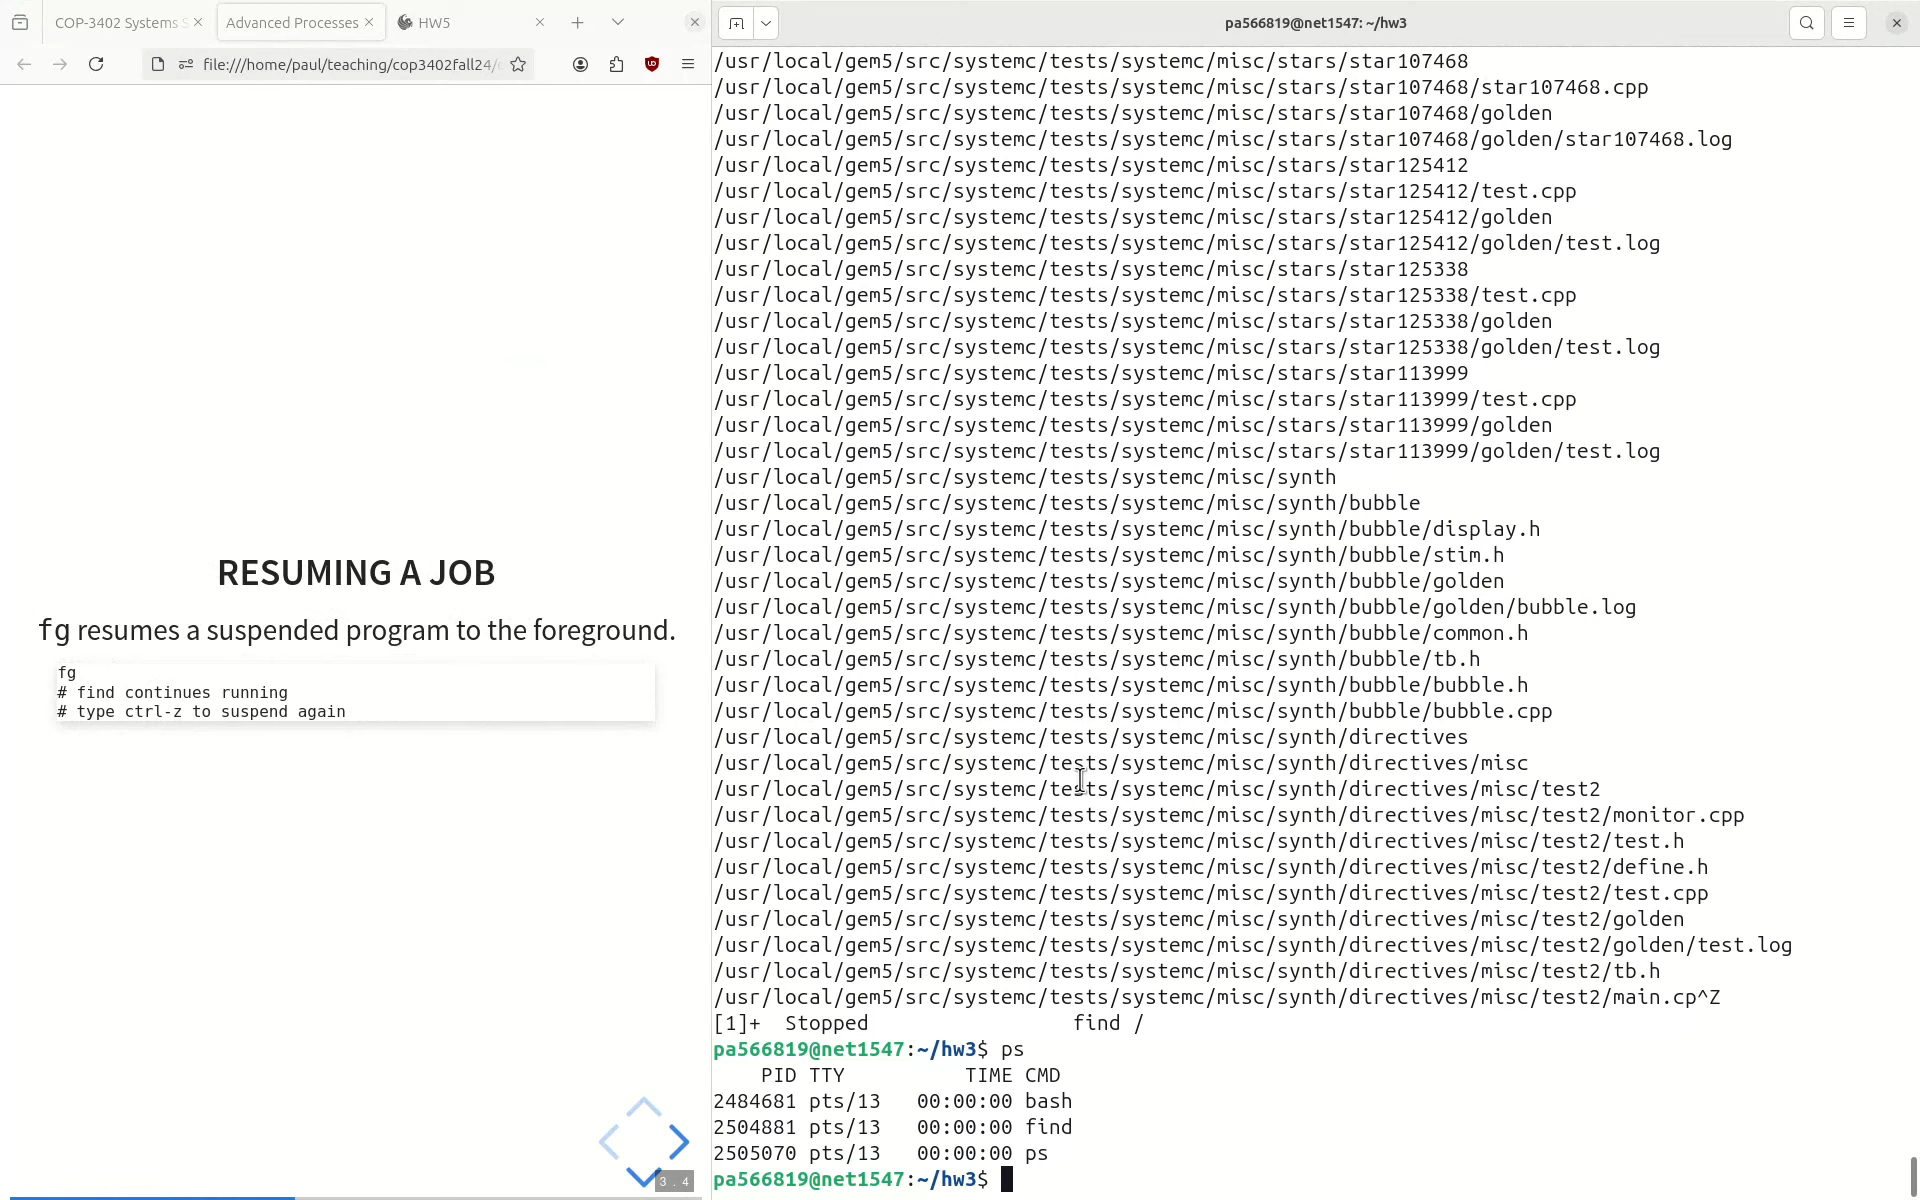 COP-3402 Systems S
Advanced Processes
HW5
file:///home/paul/teaching/cop3402fall24/
RESUMING A JOB
fg resumes a suspended program to the foreground.
fg
# find continues running
# type ctrl-z to suspend again
3 . 4
pa566819@net1547: ~/hw3
/usr/local/gem5/src/systemc/tests/systemc/misc/stars/star107468
/usr/local/gem5/src/systemc/tests/systemc/misc/stars/star107468/star107468.cpp
/usr/local/gem5/src/systemc/tests/systemc/misc/stars/star107468/golden
/usr/local/gem5/src/systemc/tests/systemc/misc/stars/star107468/golden/star107468.log
/usr/local/gem5/src/systemc/tests/systemc/misc/stars/star125412
/usr/local/gem5/src/systemc/tests/systemc/misc/stars/star125412/test.cpp
/usr/local/gem5/src/systemc/tests/systemc/misc/stars/star125412/golden
/usr/local/gem5/src/systemc/tests/systemc/misc/stars/star125412/golden/test.log
/usr/local/gem5/src/systemc/tests/systemc/misc/stars/star125338
/usr/local/gem5/src/systemc/tests/systemc/misc/stars/star125338/test.cpp
/usr/local/gem5/src/systemc/tests/systemc/misc/stars/star125338/golden
/usr/local/gem5/src/systemc/tests/systemc/misc/stars/star125338/golden/test.log
/usr/local/gem5/src/systemc/tests/systemc/misc/stars/star113999
/usr/local/gem5/src/systemc/tests/systemc/misc/stars/star113999/test.cpp
/usr/local/gem5/src/systemc/tests/systemc/misc/stars/star113999/golden
/usr/local/gem5/src/systemc/tests/systemc/misc/stars/star113999/golden/test.log
/usr/local/gem5/src/systemc/tests/systemc/misc/synth
/usr/local/gem5/src/systemc/tests/systemc/misc/synth/bubble
/usr/local/gem5/src/systemc/tests/systemc/misc/synth/bubble/display.h
/usr/local/gem5/src/systemc/tests/systemc/misc/synth/bubble/stim.h
/usr/local/gem5/src/systemc/tests/systemc/misc/synth/bubble/golden
/usr/local/gem5/src/systemc/tests/systemc/misc/synth/bubble/golden/bubble.log
/usr/local/gem5/src/systemc/tests/systemc/misc/synth/bubble/common.h
/usr/local/gem5/src/systemc/tests/systemc/misc/synth/bubble/tb.h
/usr/local/gem5/src/systemc/tests/systemc/misc/synth/bubble/bubble.h
/usr/local/gem5/src/systemc/tests/systemc/misc/synth/bubble/bubble.cpp
/usr/local/gem5/src/systemc/tests/systemc/misc/synth/directives
/usr/local/gem5/src/systemc/tests/systemc/misc/synth/directives/misc
/usr/local/gem5/src/systemc/tests/systemc/misc/synth/directives/misc/test2
/usr/local/gem5/src/systemc/tests/systemc/misc/synth/directives/misc/test2/monitor.cpp
/usr/local/gem5/src/systemc/tests/systemc/misc/synth/directives/misc/test2/test.h
/usr/local/gem5/src/systemc/tests/systemc/misc/synth/directives/misc/test2/define.h
/usr/local/gem5/src/systemc/tests/systemc/misc/synth/directives/misc/test2/test.cpp
/usr/local/gem5/src/systemc/tests/systemc/misc/synth/directives/misc/test2/golden
/usr/local/gem5/src/systemc/tests/systemc/misc/synth/directives/misc/test2/golden/test.log
/usr/local/gem5/src/systemc/tests/systemc/misc/synth/directives/misc/test2/tb.h
/usr/local/gem5/src/systemc/tests/systemc/misc/synth/directives/misc/test2/main.cp^Z
[1]+  Stopped                 find /
pa566819@net1547:~/hw3$ ps
    PID TTY          TIME CMD
2484681 pts/13   00:00:00 bash
2504881 pts/13   00:00:00 find
2505070 pts/13   00:00:00 ps
pa566819@net1547:~/hw3$